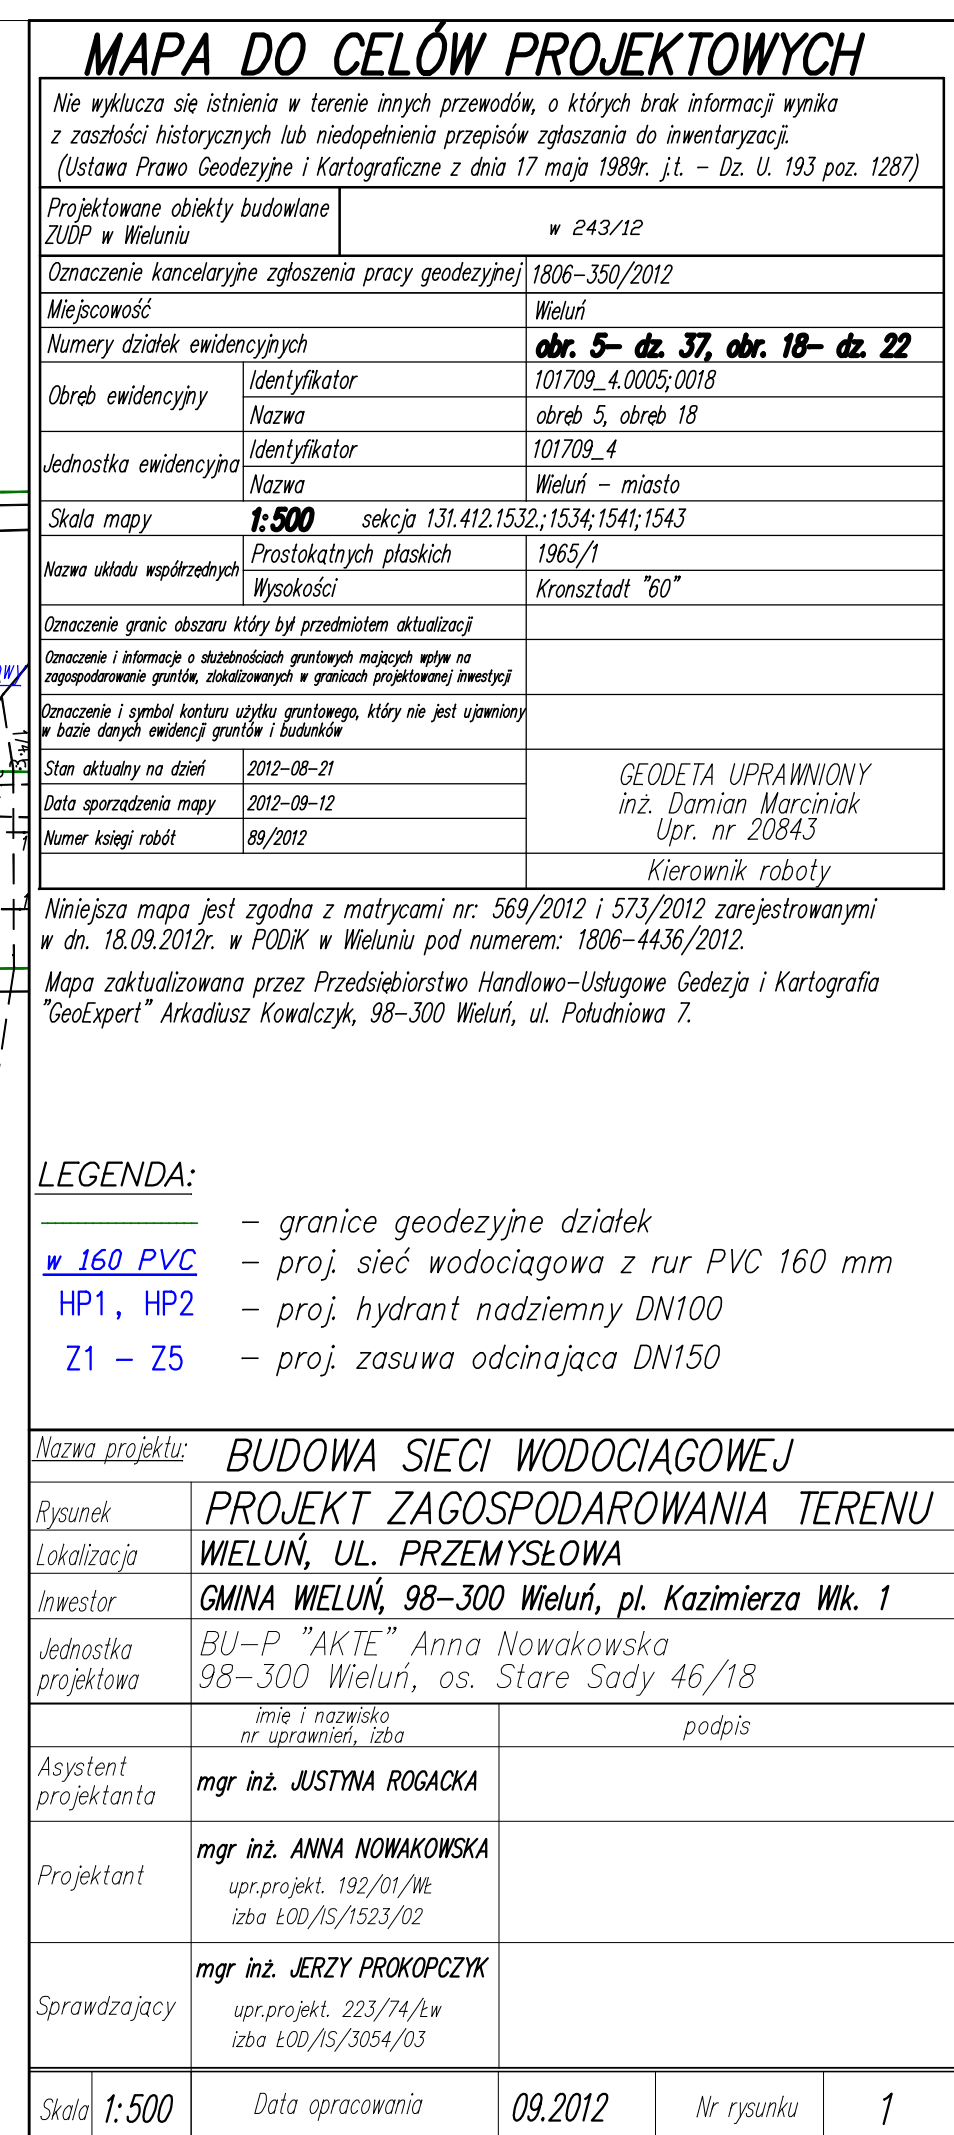 MAPA DO CELÓW PROJEKTOWYCH
Nie wyklucza się istnienia w terenie innych przewodów, o których brak informacji wynika
z zaszłości historycznych lub niedopełnienia przepisów zgłaszania do inwentaryzacji.
(Ustawa Prawo Geodezyjne i Kartograficzne z dnia 17 maja 1989r. j.t. – Dz. U. 193 poz. 1287)
Projektowane obiekty budowlane
ZUDP w Wieluniu
w 243/12
Oznaczenie kancelaryjne zgłoszenia pracy geodezyjnej 1806–350/2012
Miejscowość Wieluń
Numery działek ewidencyjnych obr. 5– dz. 37, obr. 18– dz. 22
Obręb ewidencyjny
Identyfikator 101709_4.0005;0018
Nazwa obręb 5, obręb 18
Jednostka ewidencyjna
Identyfikator 101709_4
Nazwa Wieluń – miasto
Skala mapy 1:500 sekcja 131.412.1532.;1534;1541;1543
Nazwa układu współrzędnych
Prostokątnych płaskich 1965/1
Wysokości Kronsztadt "60"
Oznaczenie granic obszaru który był przedmiotem aktualizacji
Oznaczenie i informacje o służebnościach gruntowych mających wpływ na
zagospodarowanie gruntów, zlokalizowanych w granicach projektowanej inwestycji
Oznaczenie i symbol konturu użytku gruntowego, który nie jest ujawniony
w bazie danych ewidencji gruntów i budunków
Stan aktualny na dzień 2012–08–21
Data sporządzenia mapy 2012–09–12
Numer księgi robót 89/2012
GEODETA UPRAWNIONY
inż. Damian Marciniak
Upr. nr 20843
Kierownik roboty
Niniejsza mapa jest zgodna z matrycami nr: 569/2012 i 573/2012 zarejestrowanymi
w dn. 18.09.2012r. w PODiK w Wieluniu pod numerem: 1806–4436/2012.
Mapa zaktualizowana przez Przedsiębiorstwo Handlowo–Usługowe Gedezja i Kartografia
"GeoExpert" Arkadiusz Kowalczyk, 98–300 Wieluń, ul. Południowa 7.
LEGENDA:
– granice geodezyjne działek
w 160 PVC – proj. sieć wodociągowa z rur PVC 160 mm
HP1, HP2 – proj. hydrant nadziemny DN100
Z1 – Z5 – proj. zasuwa odcinająca DN150
Nazwa projektu: BUDOWA SIECI WODOCIĄGOWEJ
Rysunek PROJEKT ZAGOSPODAROWANIA TERENU
Lokalizacja WIELUŃ, UL. PRZEMYSŁOWA
Inwestor GMINA WIELUŃ, 98–300 Wieluń, pl. Kazimierza Wlk. 1
Jednostka
projektowa
BU–P "AKTE" Anna Nowakowska
98–300 Wieluń, os. Stare Sady 46/18
imię i nazwisko
nr uprawnień, izba
podpis
Asystent
projektanta
mgr inż. JUSTYNA ROGACKA
Projektant
mgr inż. ANNA NOWAKOWSKA
upr.projekt. 192/01/WŁ
izba ŁOD/IS/1523/02
Sprawdzający
mgr inż. JERZY PROKOPCZYK
upr.projekt. 223/74/Łw
izba ŁOD/IS/3054/03
Skala 1:500 Data opracowania 09.2012 Nr rysunku 1